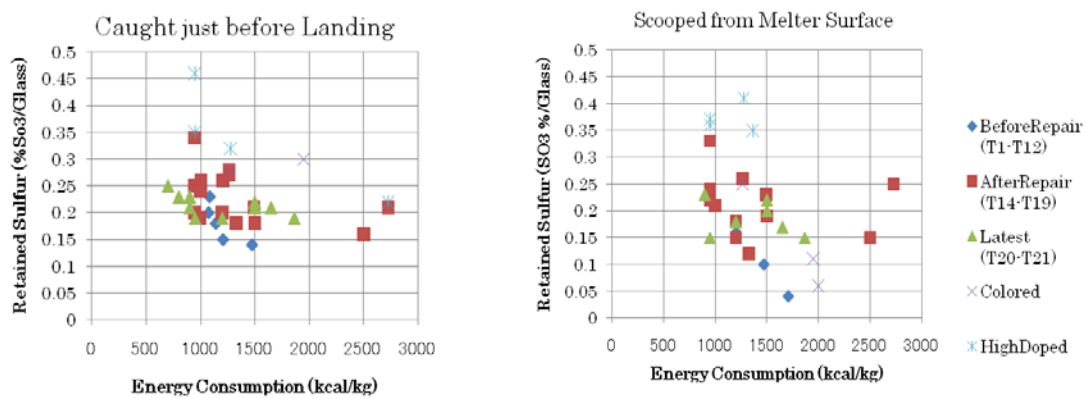 Caught just before Landing
Retained Sulfur (%So3/Glass)
0.5
0.45
0.4
0.35
0.3
0.25
0.2
0.15
0.1
0.05
0
0 500 1000 1500 2000 2500 3000
Energy Consumption (kcal/kg)
Scooped from Melter Surface
Retained Sulfur (SO3 %/Glass)
0.5
0.45
0.4
0.35
0.3
0.25
0.2
0.15
0.1
0.05
0
0 500 1000 1500 2000 2500 3000
Energy Consumption (kcal/kg)
BeforeRepair
(T1-T12)
AfterRepair
(T14-T19)
Latest
(T20-T21)
Colored
HighDoped